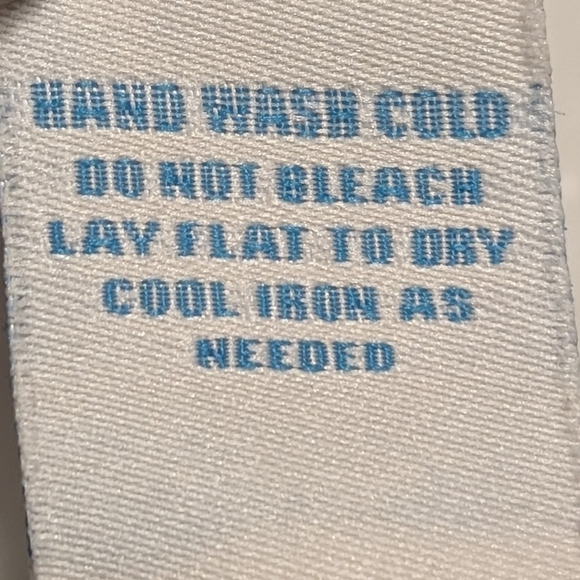 HAND WASH COLD
DO NOT BLEACH
LAY FLAT TO DRY
COOL IRON AS
NEEDED